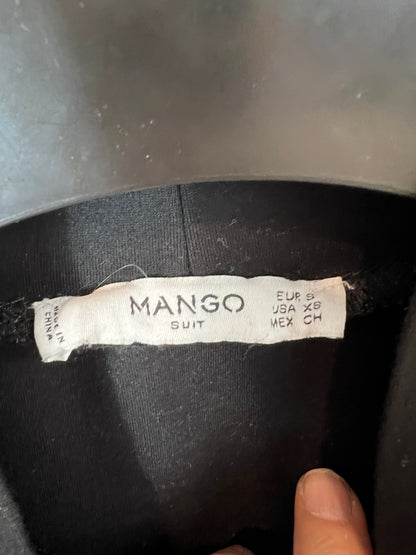 MADE IN
CHINA
MANGO
SUIT
EUR S
USA XS
MEX CH